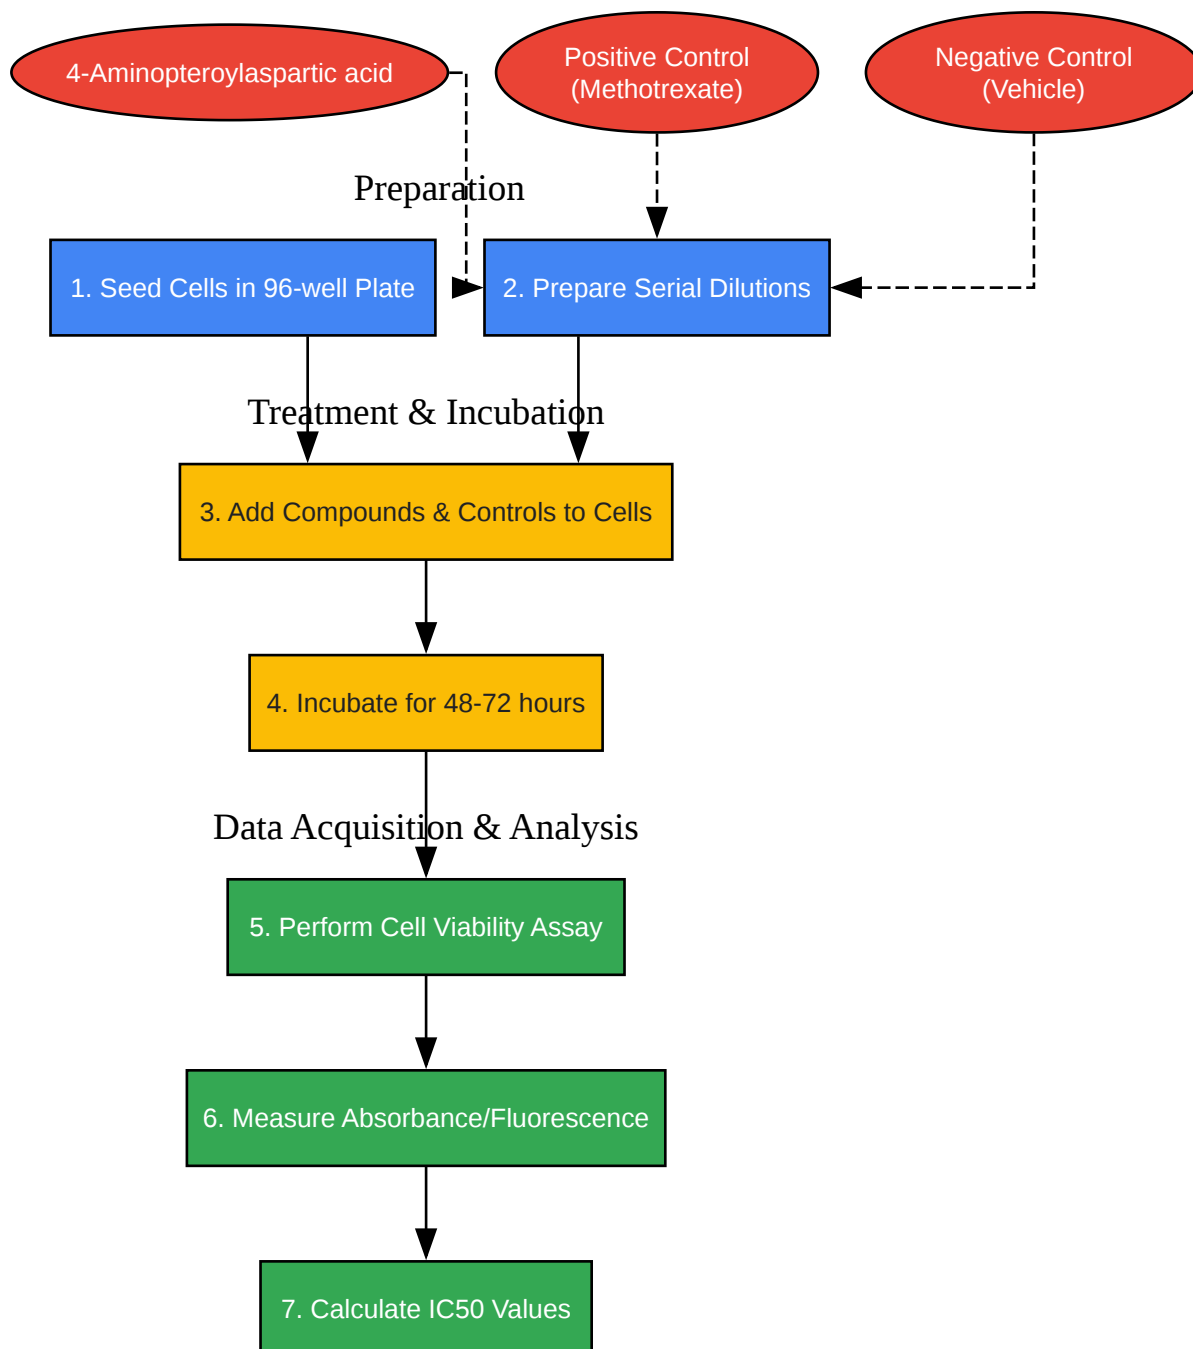 4-Aminopteroylaspartic acid
Positive Control
(Methotrexate)
Negative Control
(Vehicle)
Preparation
1. Seed Cells in 96-well Plate
2. Prepare Serial Dilutions
Treatment & Incubation
3. Add Compounds & Controls to Cells
4. Incubate for 48-72 hours
Data Acquisition & Analysis
5. Perform Cell Viability Assay
6. Measure Absorbance/Fluorescence
7. Calculate IC50 Values